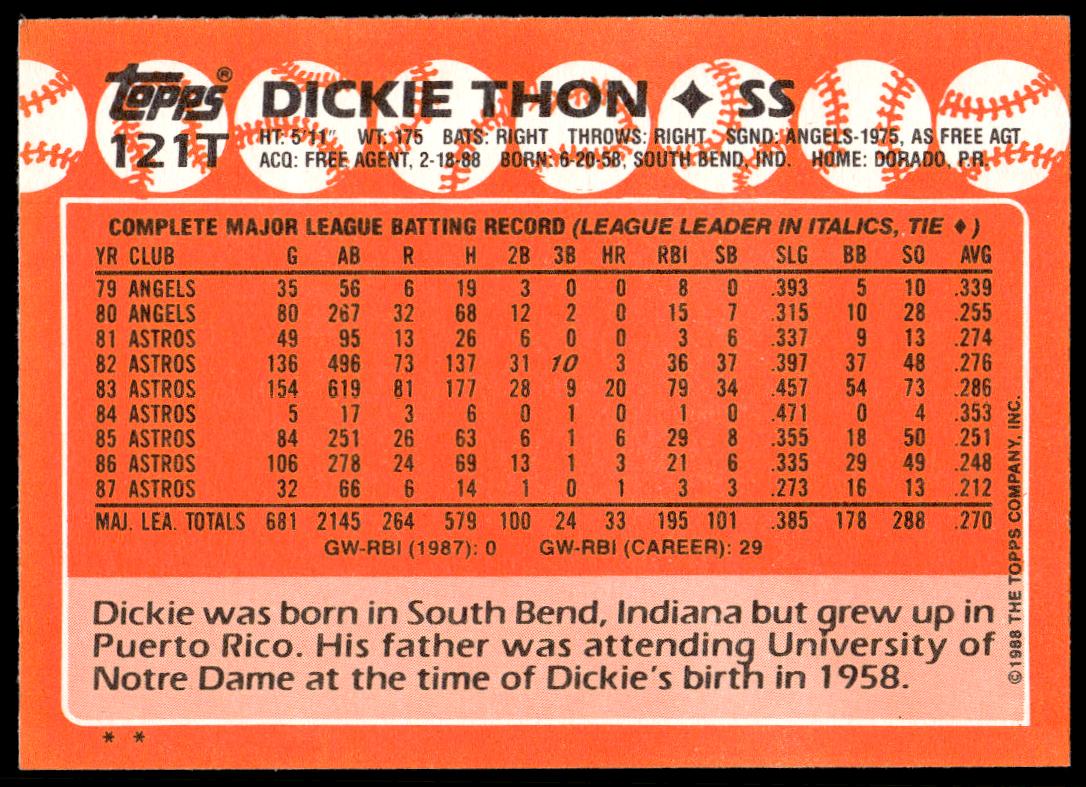 topps® DICKIE THON ✦ SS
121T HT: 5'11" WT: 175 BATS: RIGHT THROWS: RIGHT SGND: ANGELS-1975, AS FREE AGT.
ACQ: FREE AGENT, 2-18-88 BORN: 6-20-58, SOUTH BEND, IND. HOME: DORADO, P.R.
COMPLETE MAJOR LEAGUE BATTING RECORD (LEAGUE LEADER IN ITALICS, TIE ♦)
YR CLUB G AB R H 2B 3B HR RBI SB SLG BB SO AVG
79 ANGELS 35 56 6 19 3 0 0 8 0 .393 5 10 .339
80 ANGELS 80 267 32 68 12 2 0 15 7 .315 10 28 .255
81 ASTROS 49 95 13 26 6 0 0 3 6 .337 9 13 .274
82 ASTROS 136 496 73 137 31 10 3 36 37 .397 37 48 .276
83 ASTROS 154 619 81 177 28 9 20 79 34 .457 54 73 .286
84 ASTROS 5 17 3 6 0 1 0 1 0 .471 0 4 .353
85 ASTROS 84 251 26 63 6 1 6 29 8 .355 18 50 .251
86 ASTROS 106 278 24 69 13 1 3 21 6 .335 29 49 .248
87 ASTROS 32 66 6 14 1 0 1 3 3 .273 16 13 .212
MAJ. LEA. TOTALS 681 2145 264 579 100 24 33 195 101 .385 178 288 .270
GW-RBI (1987): 0 GW-RBI (CAREER): 29
Dickie was born in South Bend, Indiana but grew up in
Puerto Rico. His father was attending University of
Notre Dame at the time of Dickie's birth in 1958.
©1988 THE TOPPS COMPANY, INC.
* *